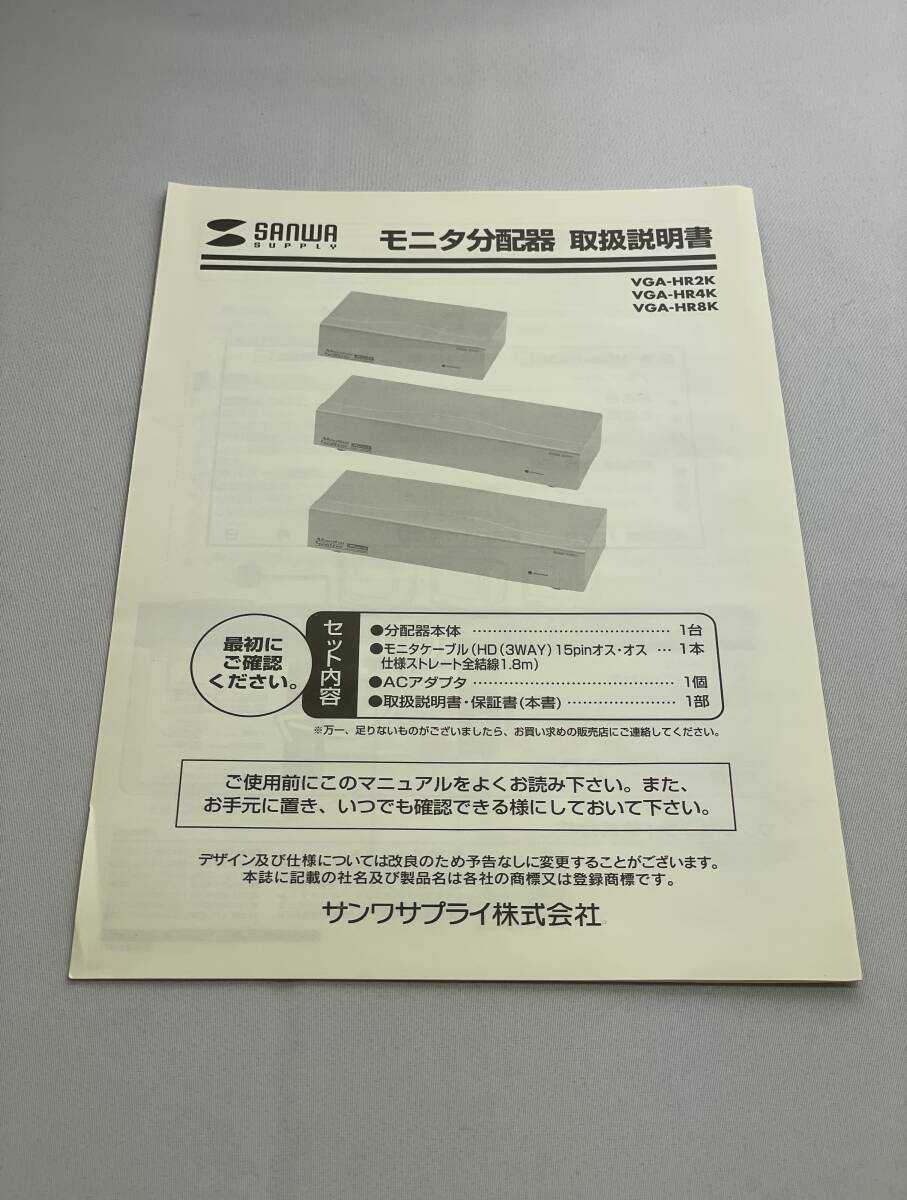 SANWA
SUPPLY
モニタ分配器 取扱説明書
VGA-HR2K
VGA-HR4K
VGA-HR8K
最初に
ご確認
ください。
セット内容
●分配器本体 …………………………………… 1台
●モニタケーブル(HD(3WAY)15pinオス・オス … 1本
仕様ストレート全結線1.8m)
●ACアダプタ …………………………………… 1個
●取扱説明書・保証書(本書) ………………… 1部
※万一、足りないものがございましたら、お買い求めの販売店にご連絡してください。
ご使用前にこのマニュアルをよくお読み下さい。また、
お手元に置き、いつでも確認できる様にしておいて下さい。
デザイン及び仕様については改良のため予告なしに変更することがございます。
本誌に記載の社名及び製品名は各社の商標又は登録商標です。
サンワサプライ株式会社